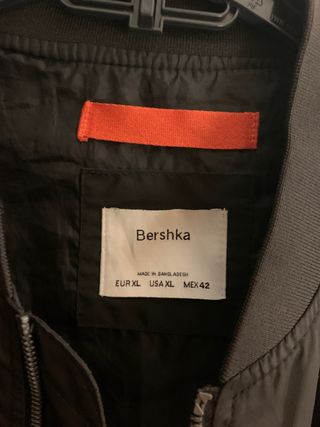 Bershka
MADE IN BANGLADESH
EUR XL USA XL MEX 42